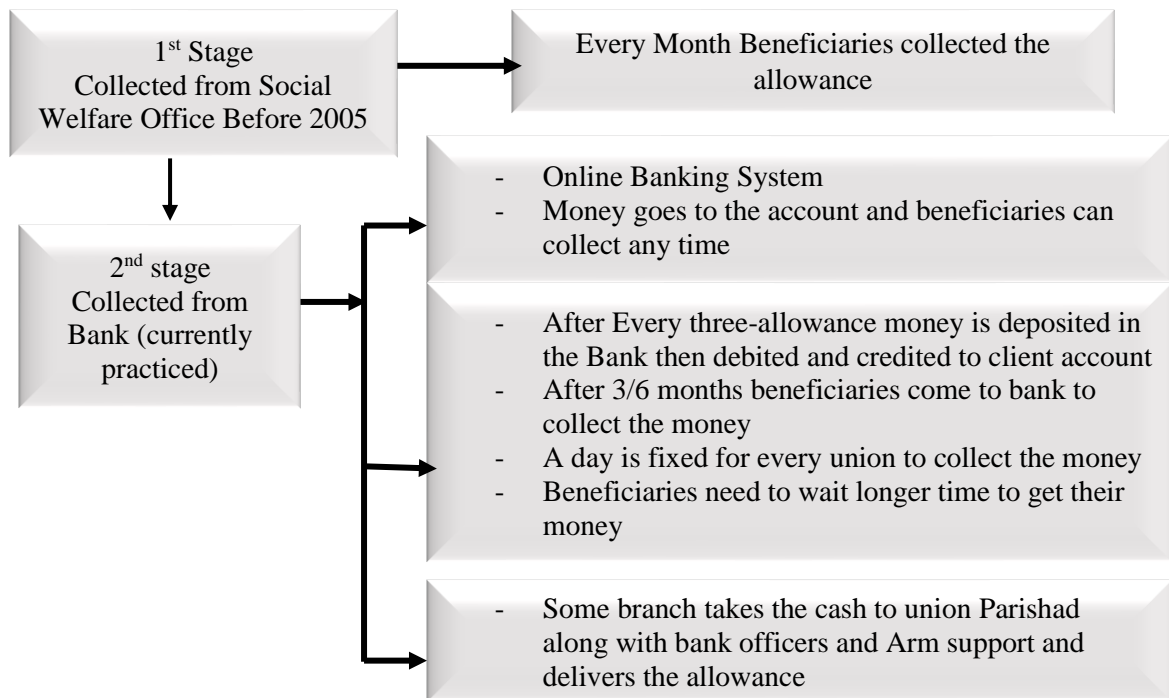 1st Stage
Collected from Social
Welfare Office Before 2005
Every Month Beneficiaries collected the
allowance
- Online Banking System
- Money goes to the account and beneficiaries can
collect any time
2nd stage
Collected from
Bank (currently
practiced)
- After Every three-allowance money is deposited in
the Bank then debited and credited to client account
- After 3/6 months beneficiaries come to bank to
collect the money
- A day is fixed for every union to collect the money
- Beneficiaries need to wait longer time to get their
money
- Some branch takes the cash to union Parishad
along with bank officers and Arm support and
delivers the allowance